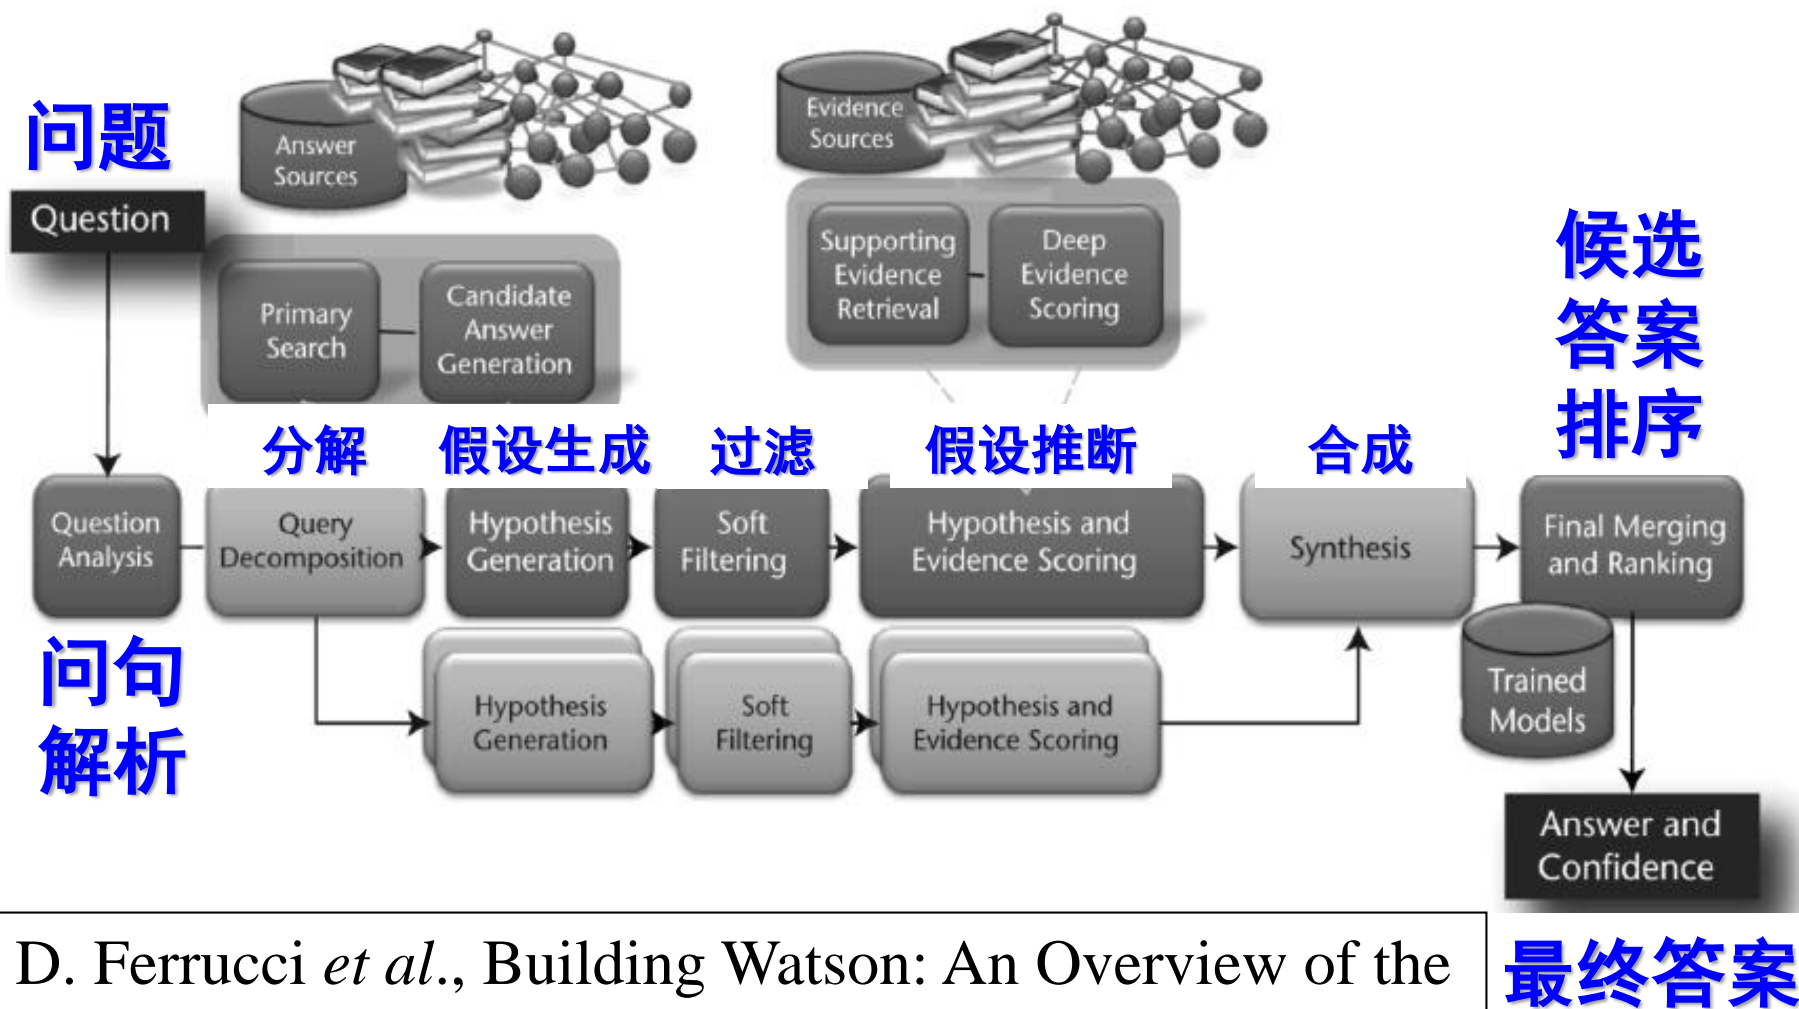 问题
Question
Answer
Sources
Evidence
Sources
Primary
Search
Candidate
Answer
Generation
Supporting
Evidence
Retrieval
Deep
Evidence
Scoring
候选
答案
排序
分解
假设生成
过滤
假设推断
合成
Question
Analysis
Query
Decomposition
Hypothesis
Generation
Soft
Filtering
Hypothesis and
Evidence Scoring
Synthesis
Final Merging
and Ranking
问句
解析
Hypothesis
Generation
Soft
Filtering
Hypothesis and
Evidence Scoring
Trained
Models
Answer and
Confidence
D. Ferrucci et al., Building Watson: An Overview of the
最终答案